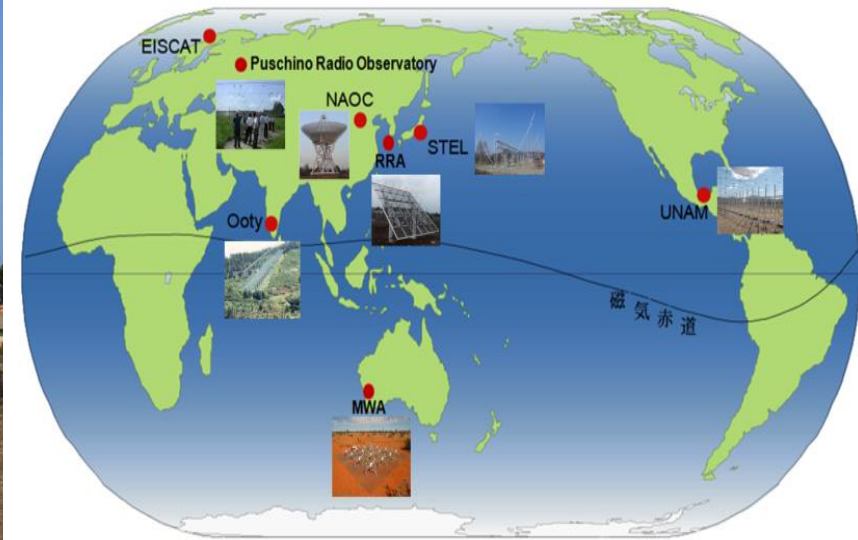 EISCAT
Puschino Radio Observatory
NAOC
RRA
STEL
UNAM
Ooty
磁気赤道
MWA